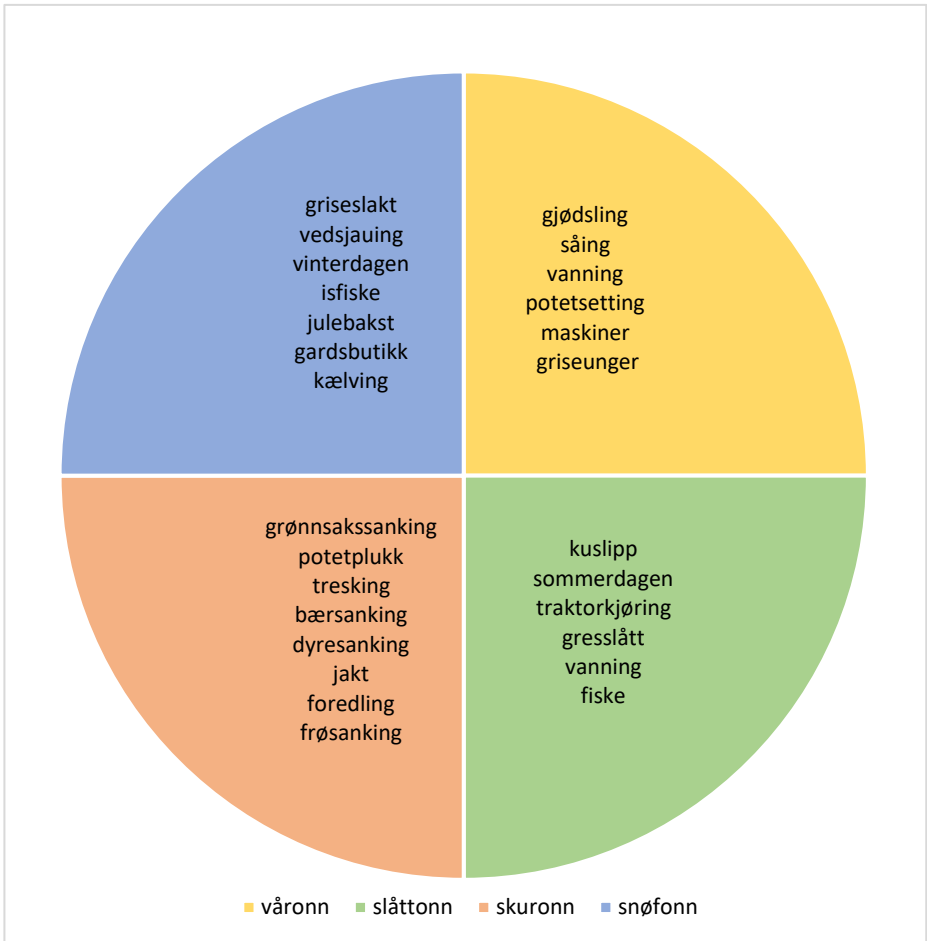 griseslakt
vedsjauing
vinterdagen
isfiske
julebakst
gardsbutikk
kælving
gjødsling
såing
vanning
potetsetting
maskiner
griseunger
grønnsakssanking
potetplukk
tresking
bærsanking
dyresanking
jakt
foredling
frøsanking
kuslipp
sommerdagen
traktorkjøring
gresslått
vanning
fiske
våronn slåttonn skuronn snøfonn